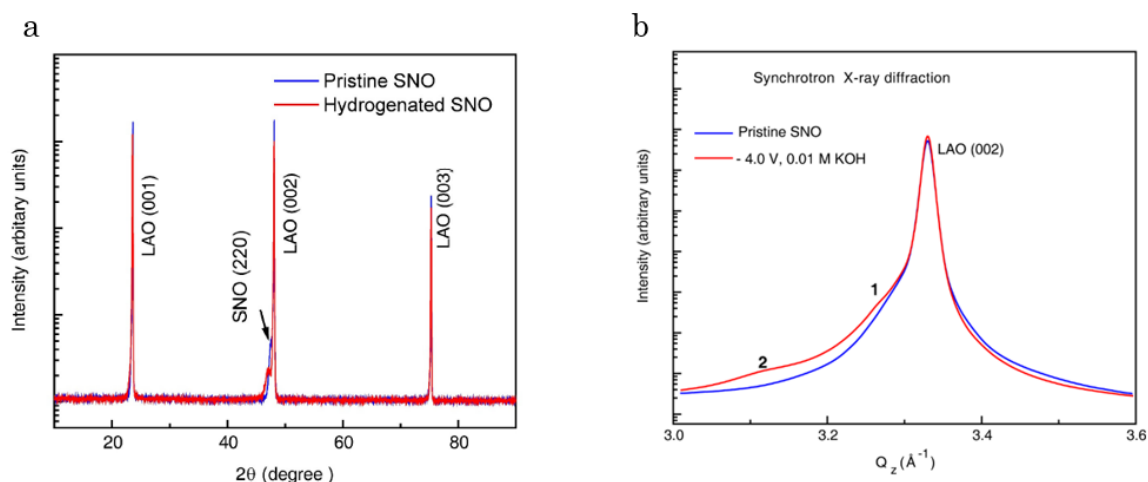 a
Pristine SNO
Hydrogenated SNO
LAO (001)
SNO (220)
LAO (002)
LAO (003)
Intensity (arbitary units)
20
40
60
80
2θ (degree )
b
Synchrotron X-ray diffraction
Pristine SNO
- 4.0 V, 0.01 M KOH
LAO (002)
1
2
Intensity (arbitrary units)
3.0
3.2
3.4
3.6
Q z (Å⁻¹)